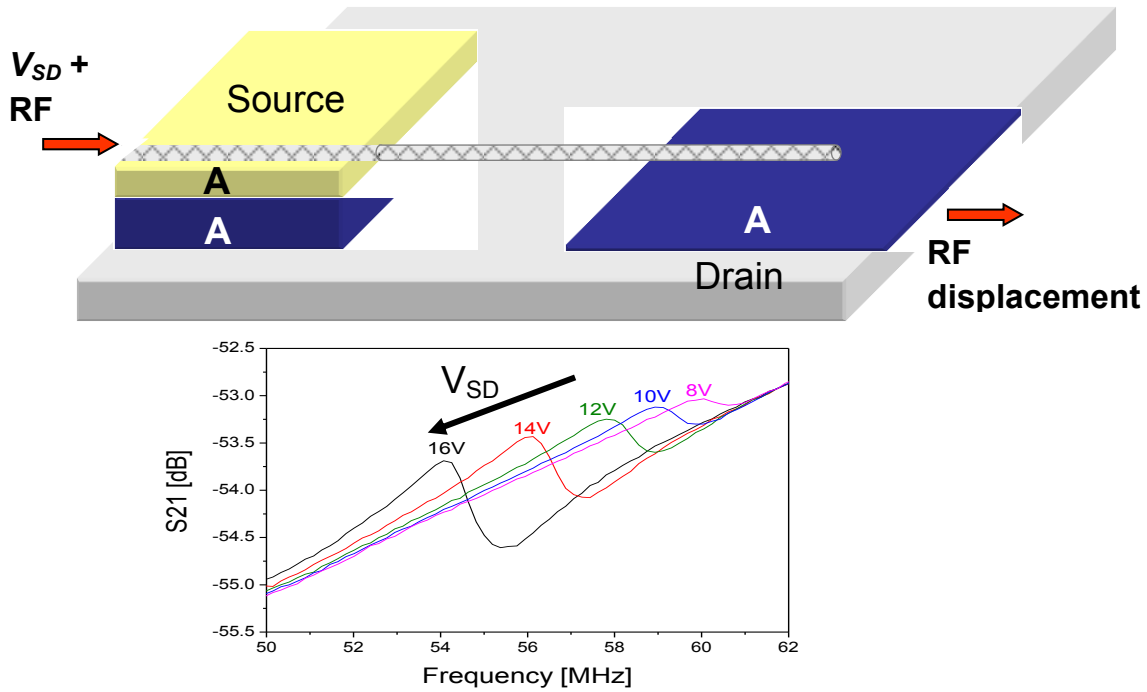 V_SD +
RF
Source
A
A
A
Drain
RF
displacement
V_SD
16V
14V
12V
10V
8V
S21 [dB]
-52.5
-53.0
-53.5
-54.0
-54.5
-55.0
-55.5
50 52 54 56 58 60 62
Frequency [MHz]